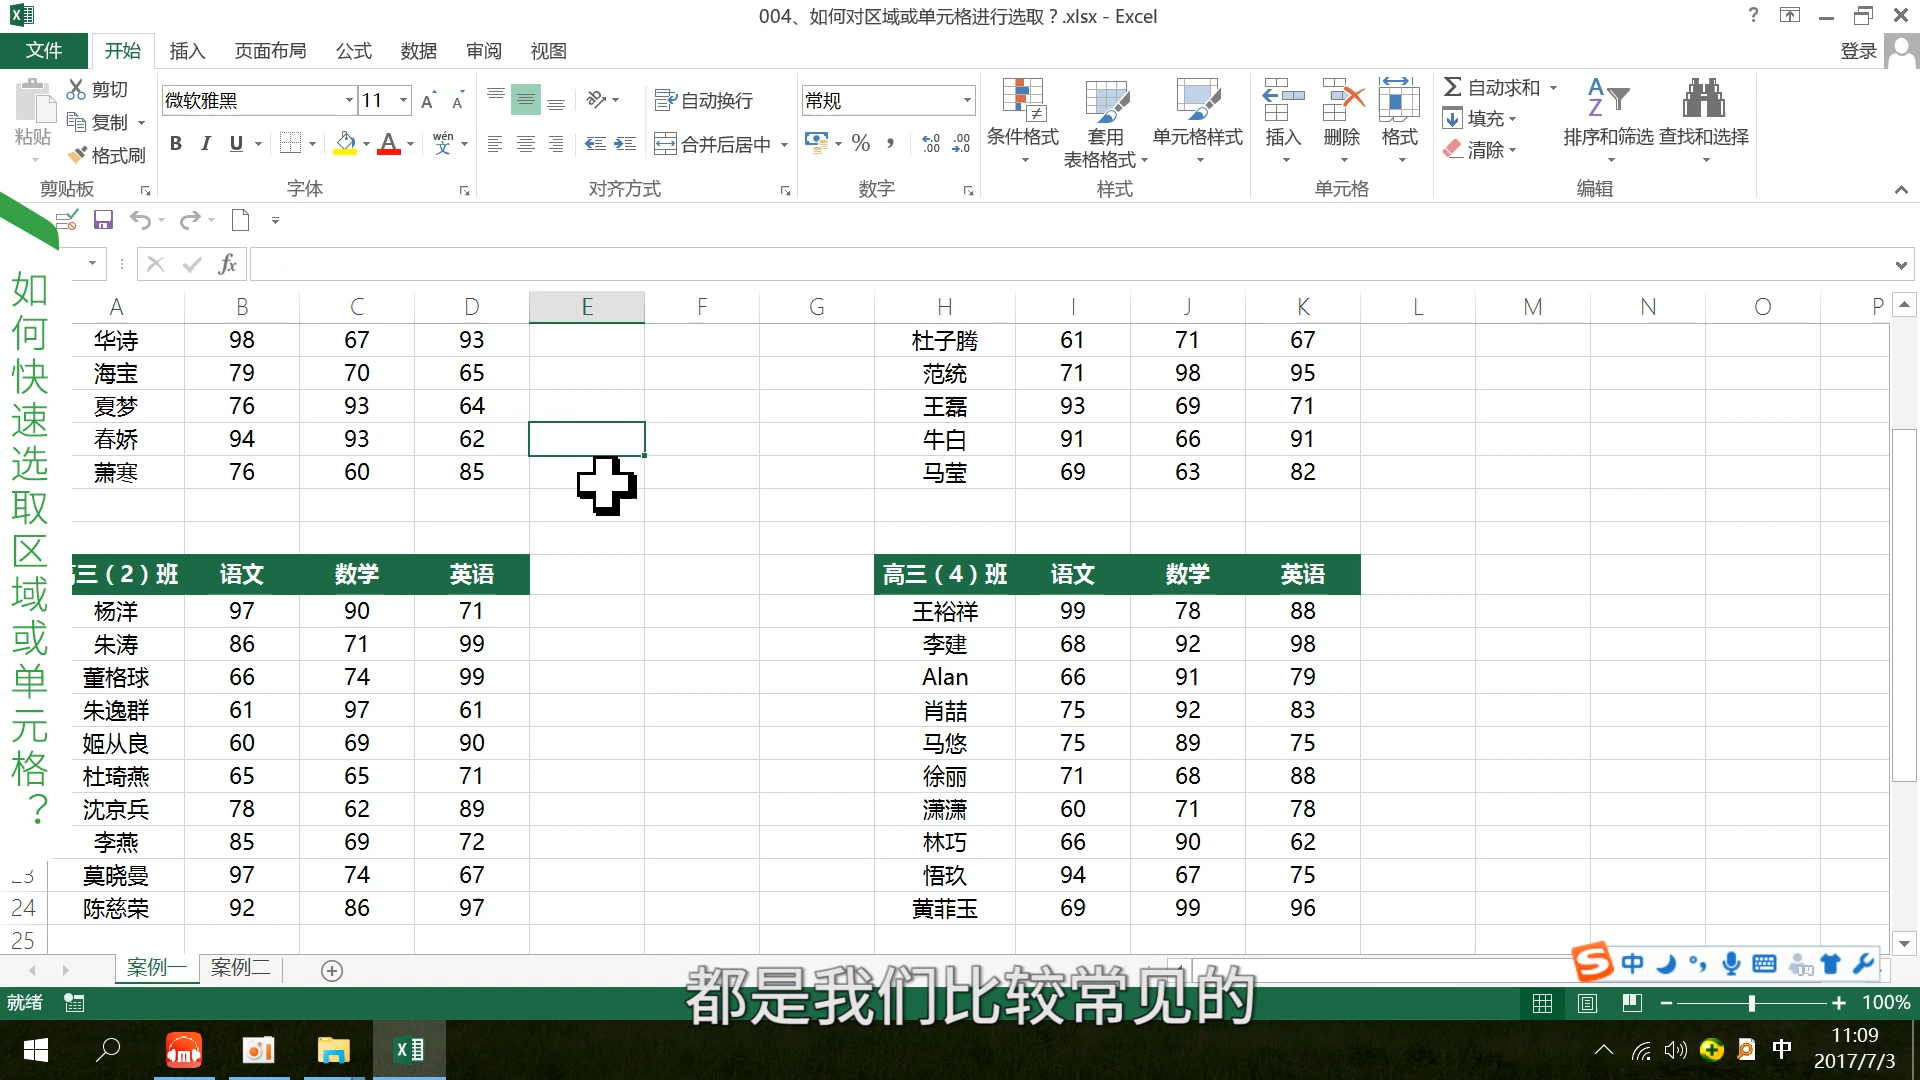 004、如何对区域或单元格进行选取？.xlsx - Excel
文件 开始 插入 页面布局 公式 数据 审阅 视图 登录
剪切 微软雅黑 11 自动换行 常规 自动求和
粘贴 复制 条件格式 套用 单元格样式 插入 删除 格式 填充 排序和筛选 查找和选择
格式刷 B I U wén 文 合并后居中 % 表格格式 清除
剪贴板 字体 对齐方式 数字 样式 单元格 编辑
fx
如何快速选取区域或单元格？
A B C D E F G H I J K L M N O P
华诗 98 67 93 杜子腾 61 71 67
海宝 79 70 65 范统 71 98 95
夏梦 76 93 64 王磊 93 69 71
春娇 94 93 62 牛白 91 66 91
萧寒 76 60 85 马莹 69 63 82
三（2）班 语文 数学 英语 高三（4）班 语文 数学 英语
杨洋 97 90 71 王裕祥 99 78 88
朱涛 86 71 99 李建 68 92 98
董格球 66 74 99 Alan 66 91 79
朱逸群 61 97 61 肖喆 75 92 83
姬从良 60 69 90 马悠 75 89 75
杜琦燕 65 65 71 徐丽 71 68 88
沈京兵 78 62 89 潇潇 60 71 78
李燕 85 69 72 林巧 66 90 62
23 莫晓曼 97 74 67 悟玖 94 67 75
24 陈慈荣 92 86 97 黄菲玉 69 99 96
25
案例一 案例二
中
都是我们比较常见的
就绪 100%
中 11:09
2017/7/3